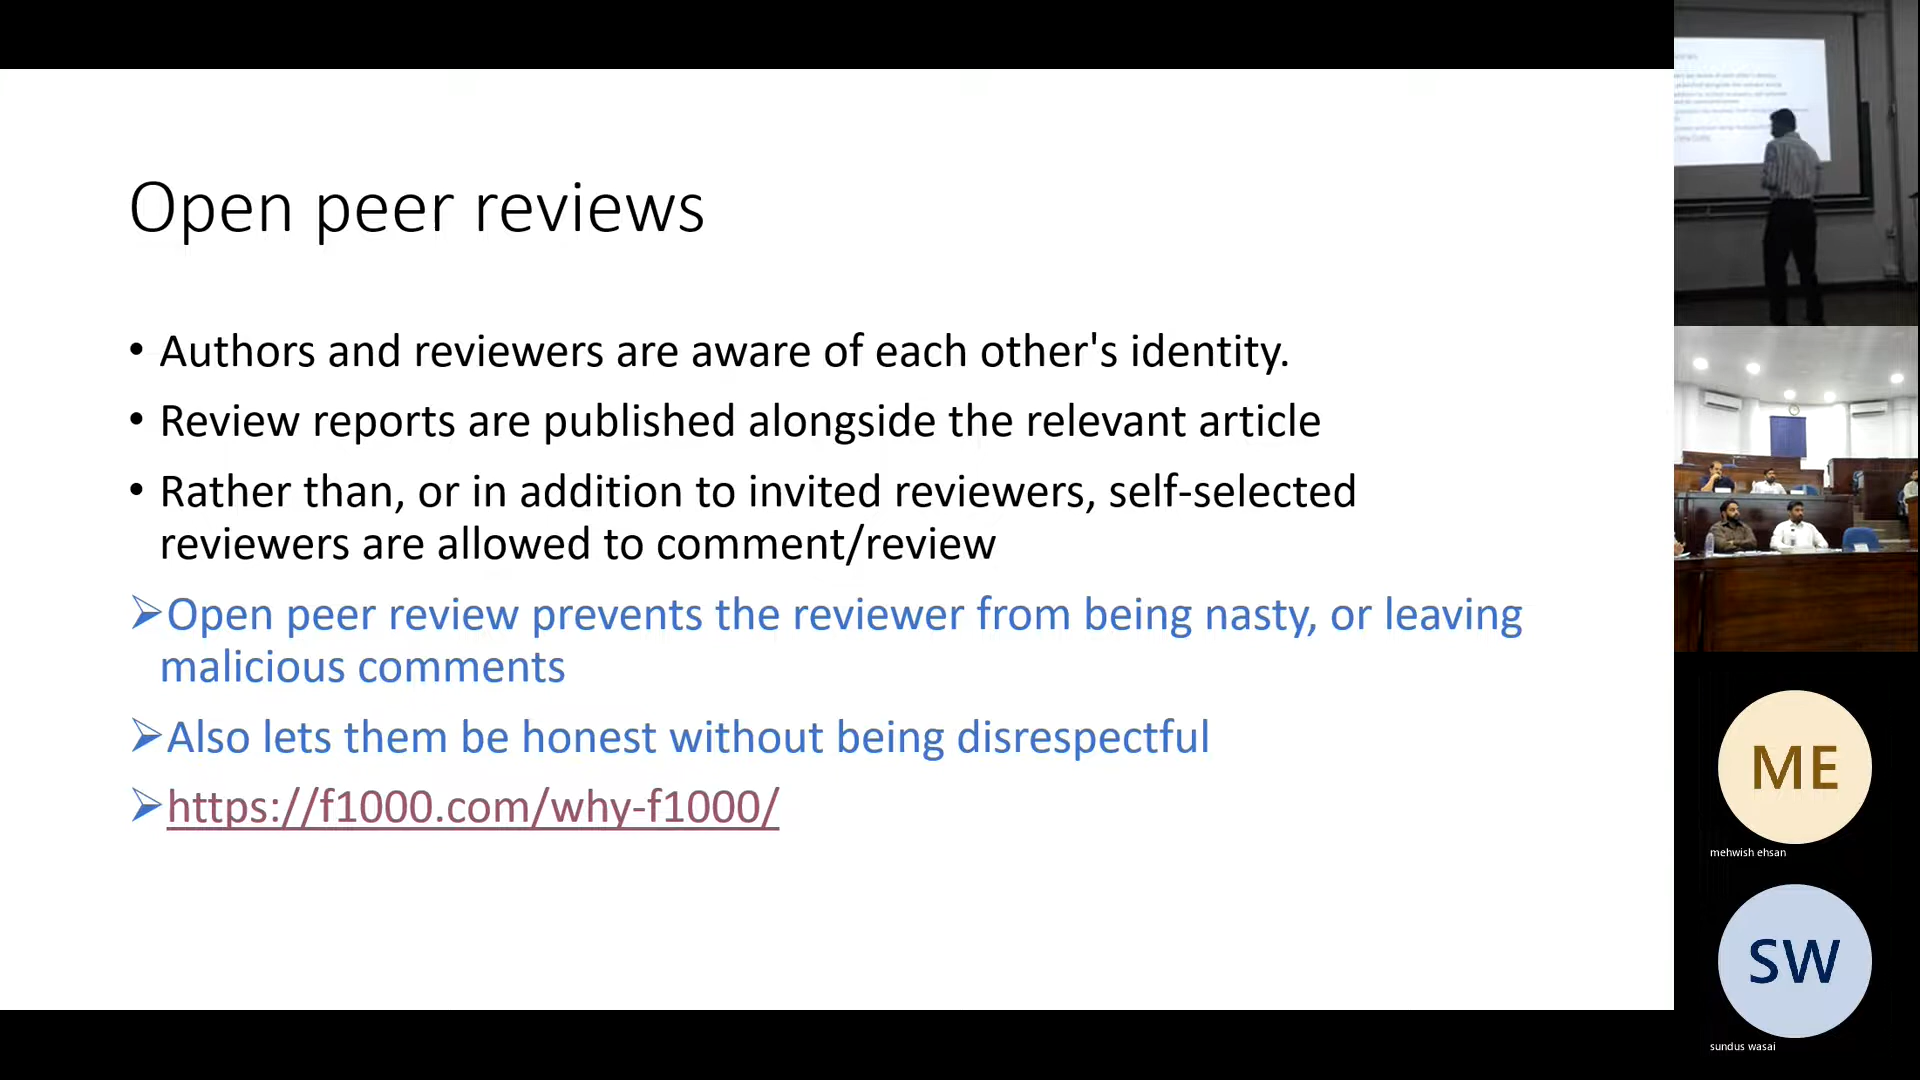 Open peer reviews
• Authors and reviewers are aware of each other's identity.
• Review reports are published alongside the relevant article
• Rather than, or in addition to invited reviewers, self-selected
reviewers are allowed to comment/review
➢Open peer review prevents the reviewer from being nasty, or leaving
malicious comments
➢Also lets them be honest without being disrespectful
➢https://f1000.com/why-f1000/
ME
mehwish ehsan
SW
sundus wasai